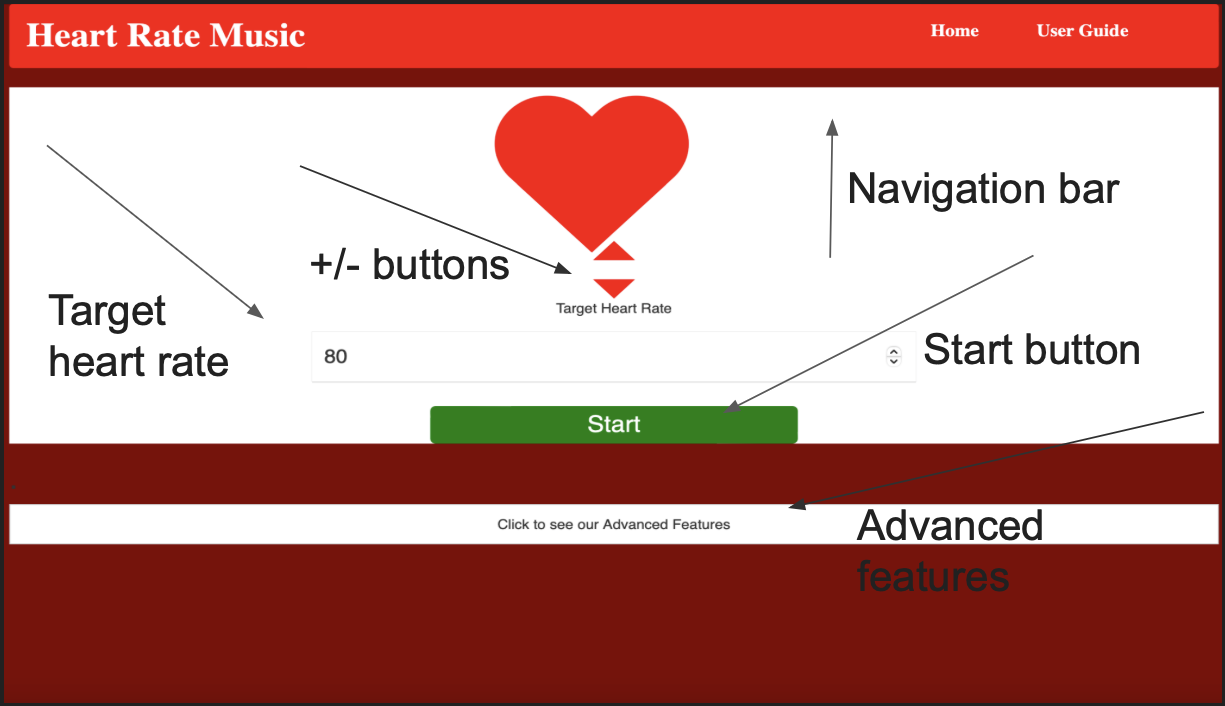 Heart Rate Music
Home
User Guide
Navigation bar
+/- buttons
Target
heart rate
Target Heart Rate
80
Start button
Start
Click to see our Advanced Features
Advanced
features